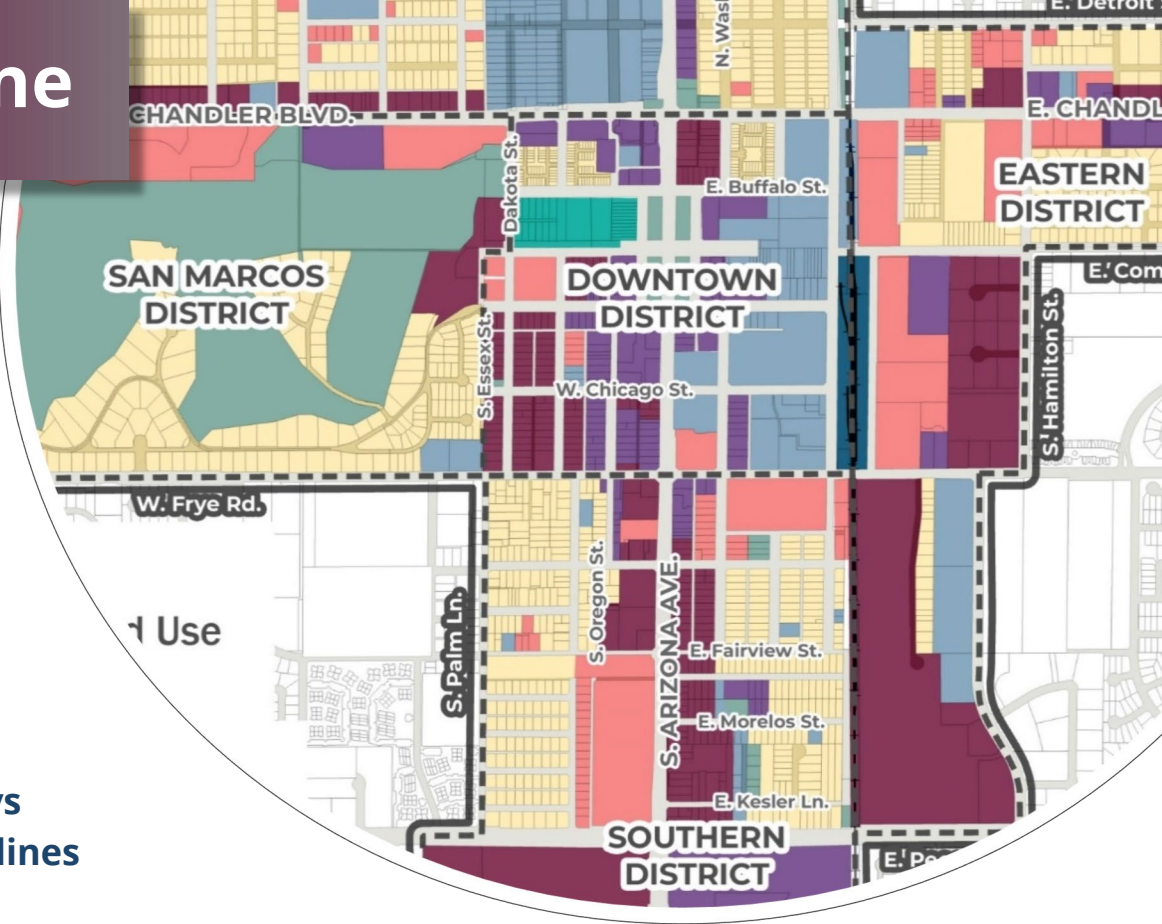 ne
E. Detroit
N. Wasl
CHANDLER BLVD.
E. CHANDL
Dakota St.
E. Buffalo St.
EASTERN
DISTRICT
SAN MARCOS
DISTRICT
DOWNTOWN
DISTRICT
E. Com
S. Hamilton St.
S. Essex St.
W. Chicago St.
W. Frye Rd.
S. Oregon St.
S. ARIZONA AVE.
d Use
S. Palm Ln.
E. Fairview St.
E. Morelos St.
E. Kesler Ln.
SOUTHERN
DISTRICT
E. Pe
ys
lines